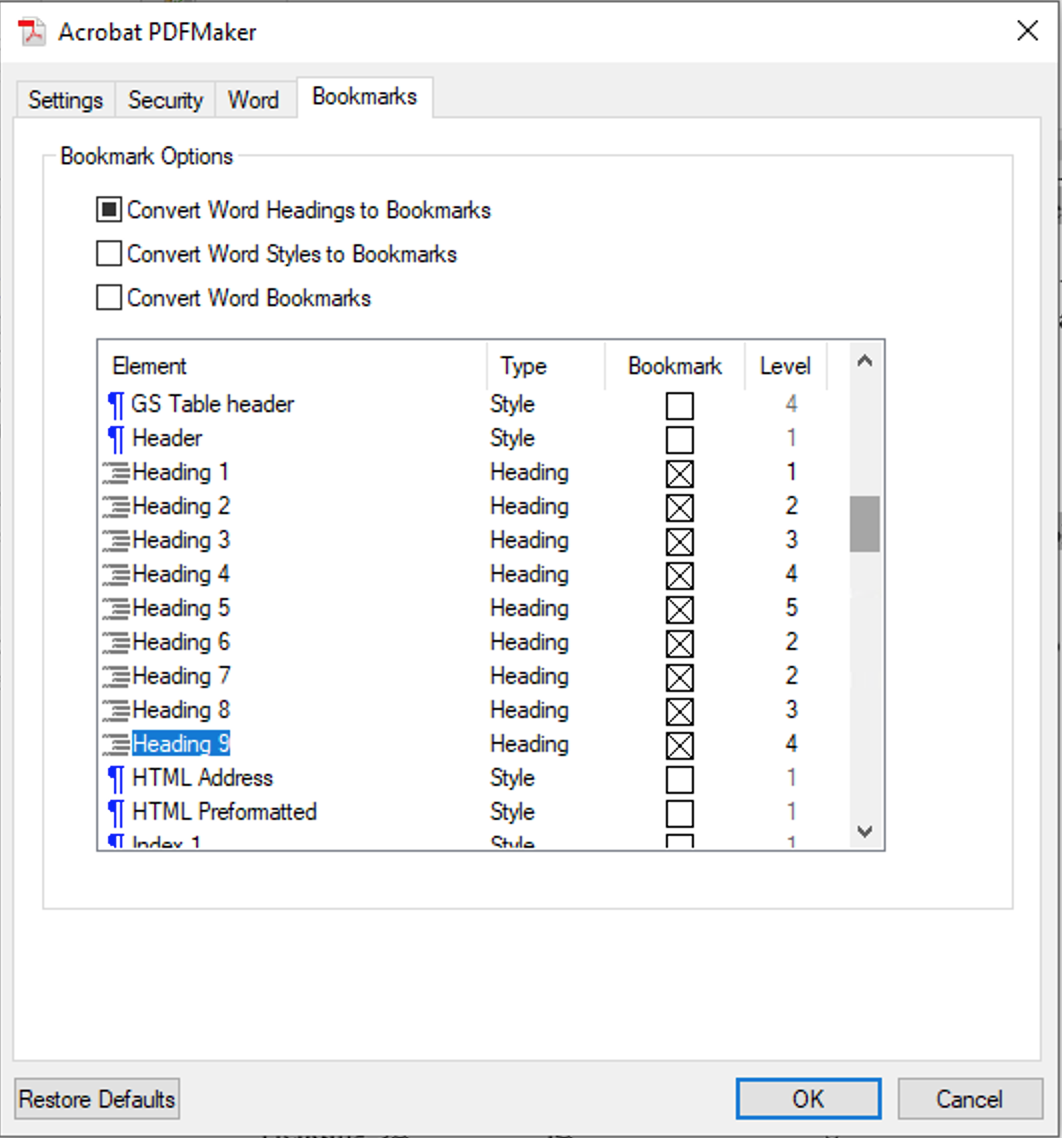 Acrobat PDFMaker
Settings Security Word Bookmarks
Bookmark Options
Convert Word Headings to Bookmarks
Convert Word Styles to Bookmarks
Convert Word Bookmarks
Element Type Bookmark Level
GS Table header Style 4
Header Style 1
Heading 1 Heading 1
Heading 2 Heading 2
Heading 3 Heading 3
Heading 4 Heading 4
Heading 5 Heading 5
Heading 6 Heading 2
Heading 7 Heading 2
Heading 8 Heading 3
Heading 9 Heading 4
HTML Address Style 1
HTML Preformatted Style 1
Index 1 Style 1
Restore Defaults OK Cancel